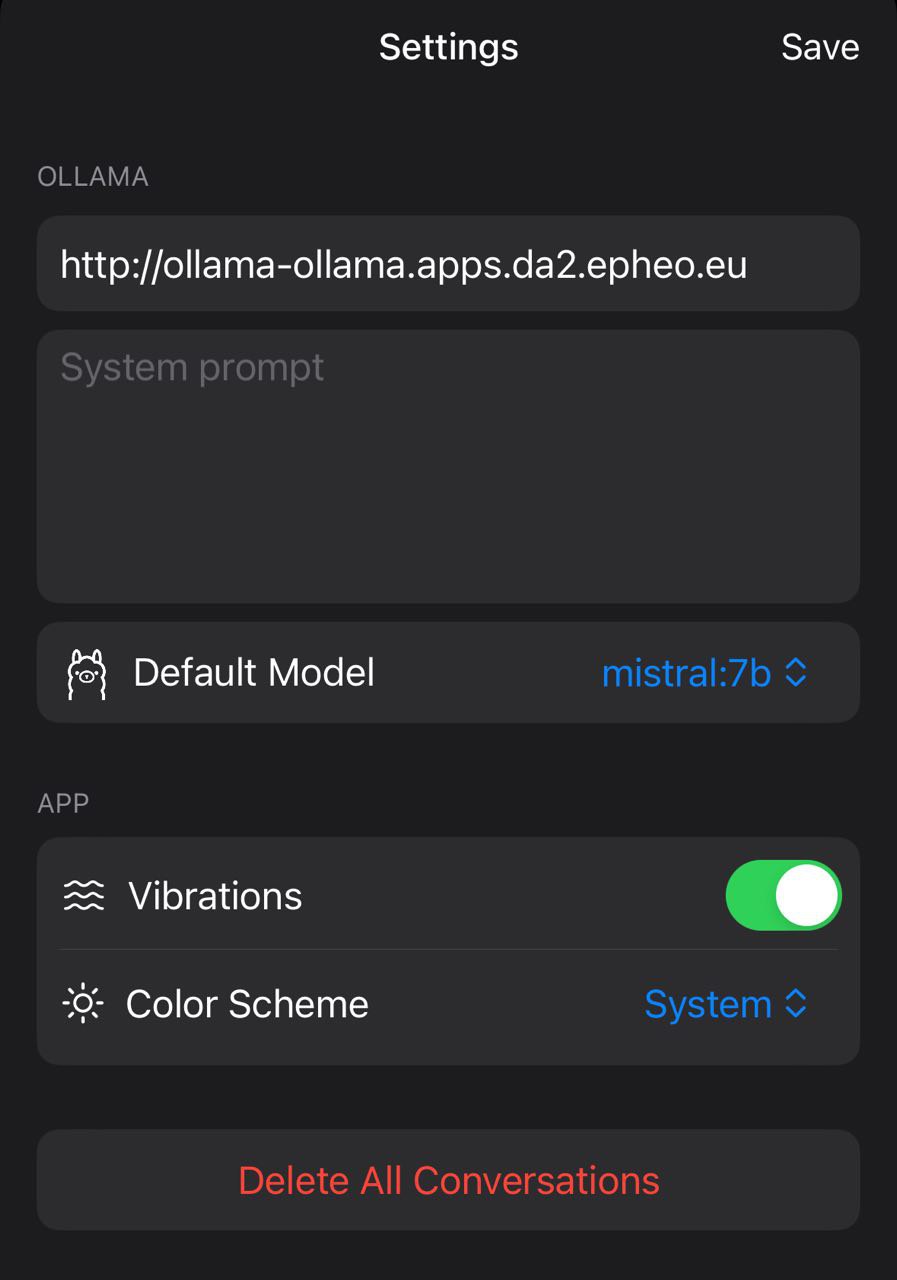 Settings
Save
OLLAMA
http://ollama-ollama.apps.da2.epheo.eu
System prompt
Default Model
mistral:7b
APP
Vibrations
Color Scheme
System
Delete All Conversations